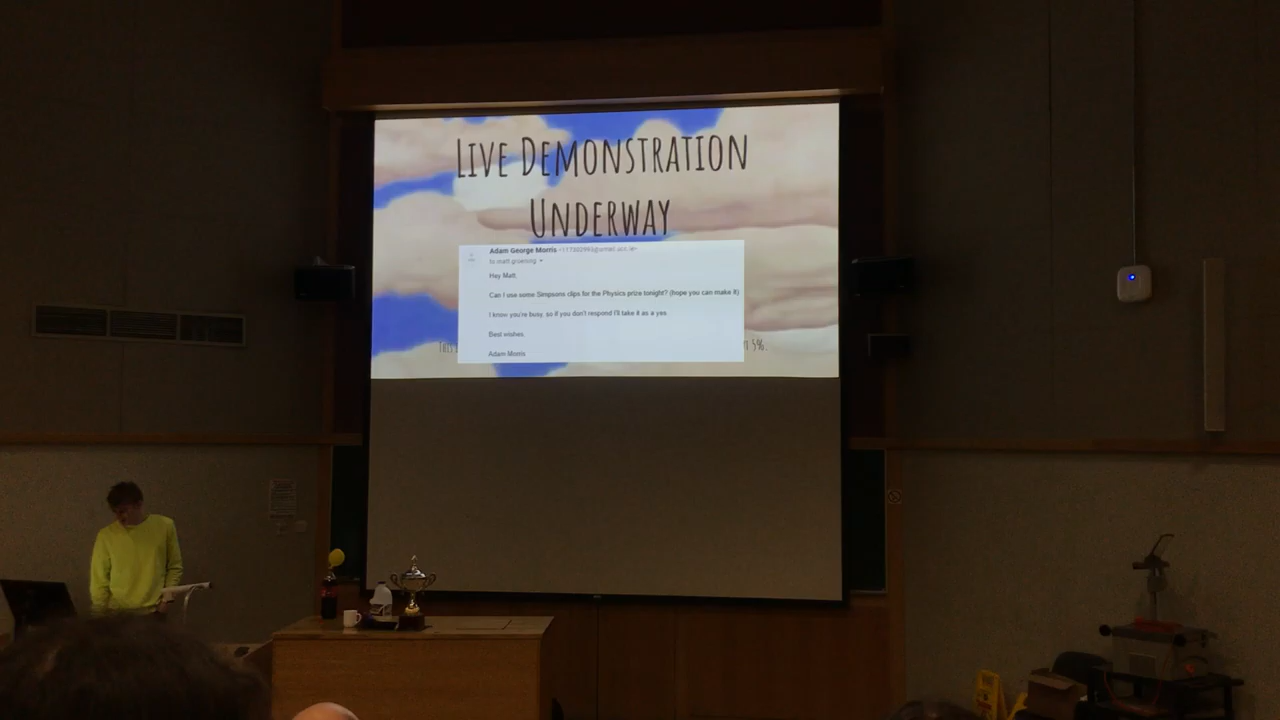 LIVE DEMONSTRATION
UNDERWAY
Adam George Morris
to matt groening
Hey Matt,
Can I use some Simpsons clips for the Physics prize tonight? (hope you can make it)
I know you're busy, so if you don't respond I'll take it as a yes
Best wishes,
Adam Morris
5%.